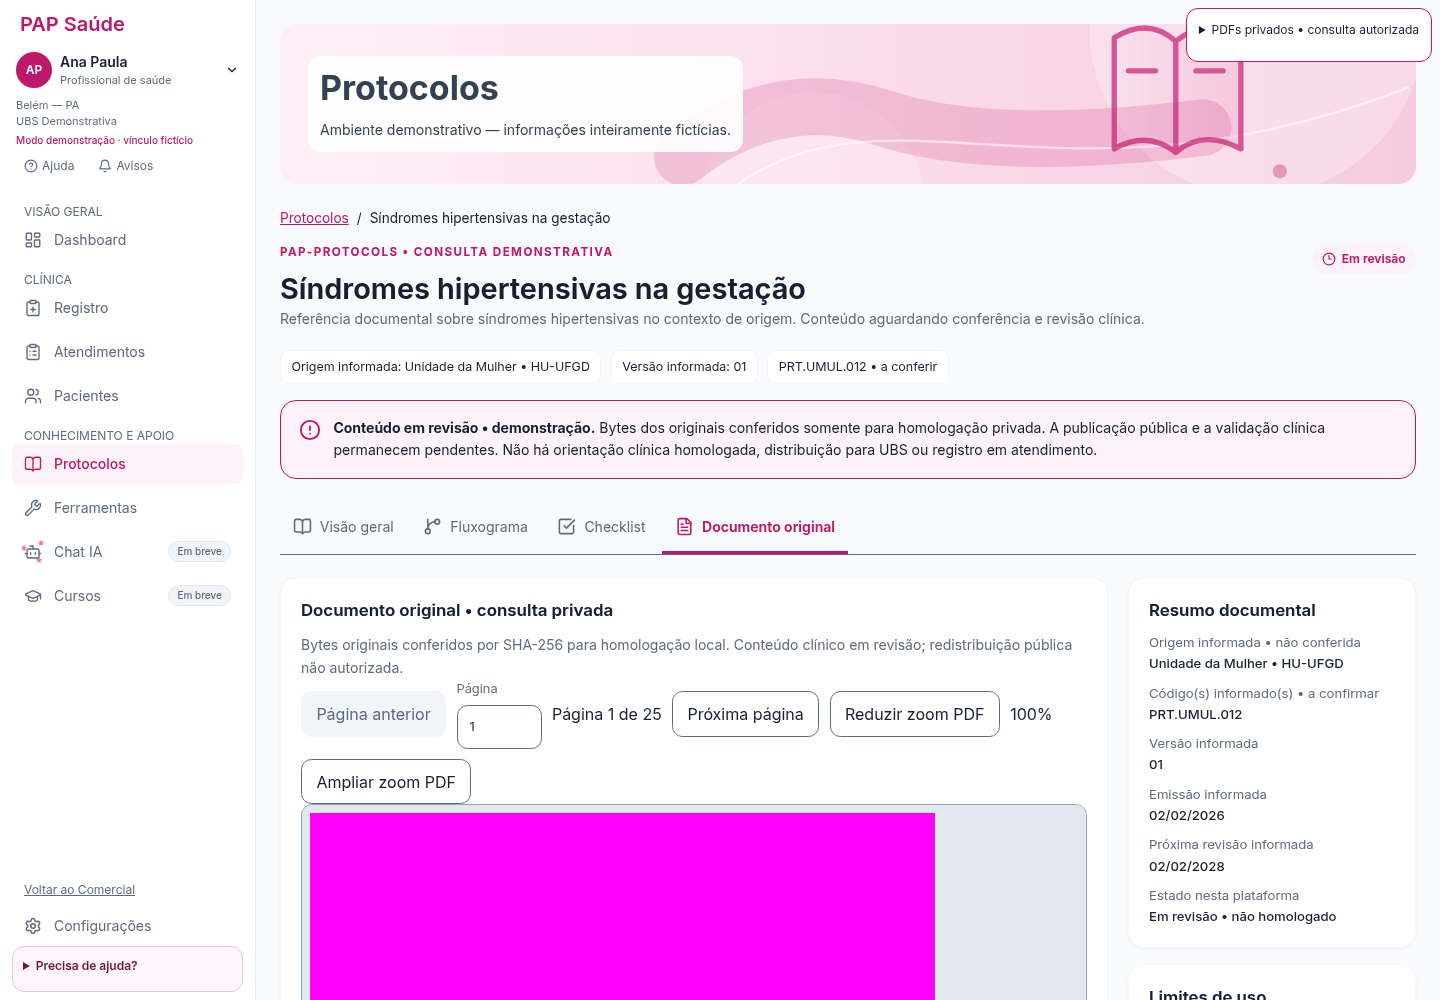 PAP Saúde
AP
Ana Paula
Profissional de saúde
Belém — PA
UBS Demonstrativa
Modo demonstração · vínculo fictício
Ajuda
Avisos
VISÃO GERAL
Dashboard
CLÍNICA
Registro
Atendimentos
Pacientes
CONHECIMENTO E APOIO
Protocolos
Ferramentas
Chat IA
Em breve
Cursos
Em breve
Voltar ao Comercial
Configurações
Precisa de ajuda?
PDFs privados • consulta autorizada
Protocolos
Ambiente demonstrativo — informações inteiramente fictícias.
Protocolos / Síndromes hipertensivas na gestação
PAP-PROTOCOLS • CONSULTA DEMONSTRATIVA
Em revisão
Síndromes hipertensivas na gestação
Referência documental sobre síndromes hipertensivas no contexto de origem. Conteúdo aguardando conferência e revisão clínica.
Origem informada: Unidade da Mulher • HU-UFGD
Versão informada: 01
PRT.UMUL.012 • a conferir
Conteúdo em revisão • demonstração. Bytes dos originais conferidos somente para homologação privada. A publicação pública e a validação clínica
permanecem pendentes. Não há orientação clínica homologada, distribuição para UBS ou registro em atendimento.
Visão geral
Fluxograma
Checklist
Documento original
Documento original • consulta privada
Bytes originais conferidos por SHA-256 para homologação local. Conteúdo clínico em revisão; redistribuição pública
não autorizada.
Página anterior
Página
1
Página 1 de 25
Próxima página
Reduzir zoom PDF
100%
Ampliar zoom PDF
Resumo documental
Origem informada • não conferida
Unidade da Mulher • HU-UFGD
Código(s) informado(s) • a confirmar
PRT.UMUL.012
Versão informada
01
Emissão informada
02/02/2026
Próxima revisão informada
02/02/2028
Estado nesta plataforma
Em revisão • não homologado
Limites de uso